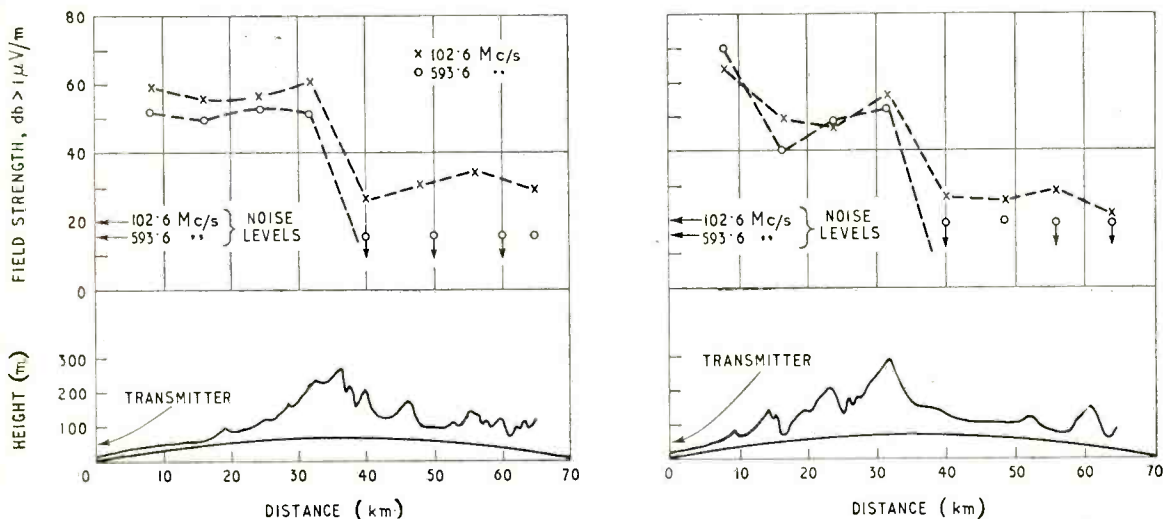 FIELD STRENGTH, db > 1μV/m
80
60
40
20
0
x 102·6 Mc/s
o 593·6 ,,
102·6 Mc/s
593·6 ,,
NOISE
LEVELS
HEIGHT (m)
300
200
100
TRANSMITTER
0
10
20
30
40
50
60
70
DISTANCE (km)
102·6 Mc/s
593·6 ,,
NOISE
LEVELS
TRANSMITTER
0
10
20
30
40
50
60
70
DISTANCE (km)